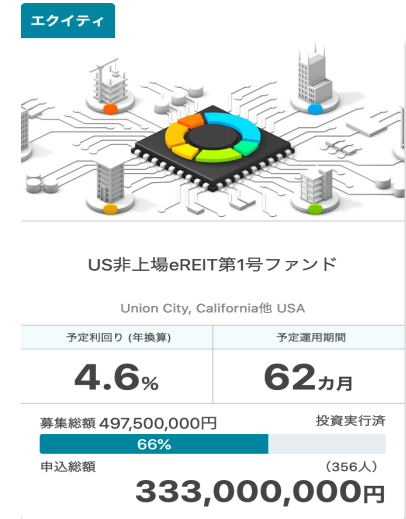 エクイティ
US非上場eREIT第1号ファンド
Union City, California他 USA
予定利回り (年換算) 予定運用期間
4.6% 62カ月
募集総額 497,500,000円 投資実行済
66%
申込総額 (356人)
333,000,000円